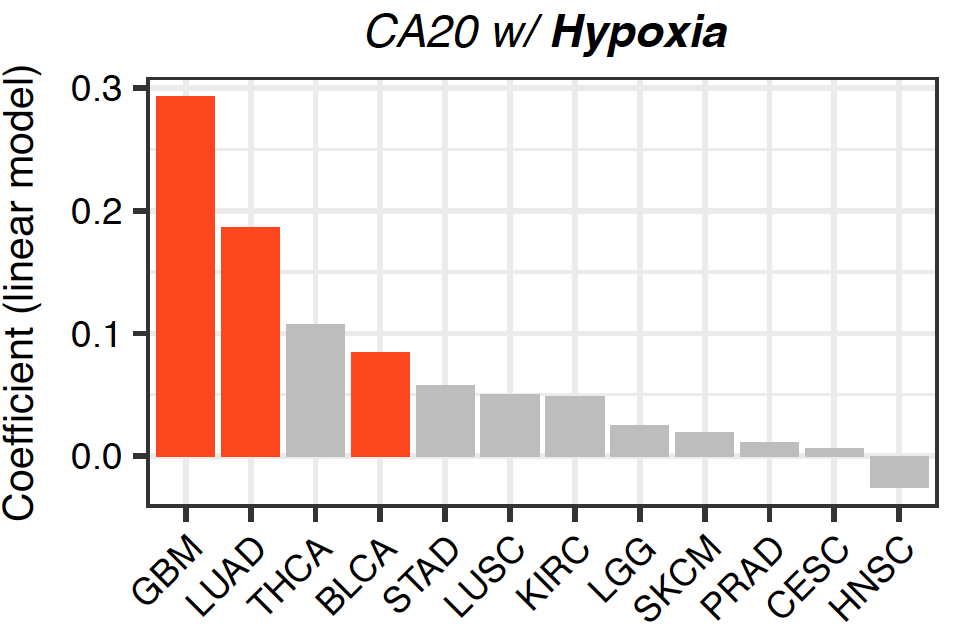 CA20 w/ Hypoxia
Coefficient (linear model)
0.3
0.2
0.1
0.0
GBM
LUAD
THCA
BLCA
STAD
LUSC
KIRC
LGG
SKCM
PRAD
CESC
HNSC